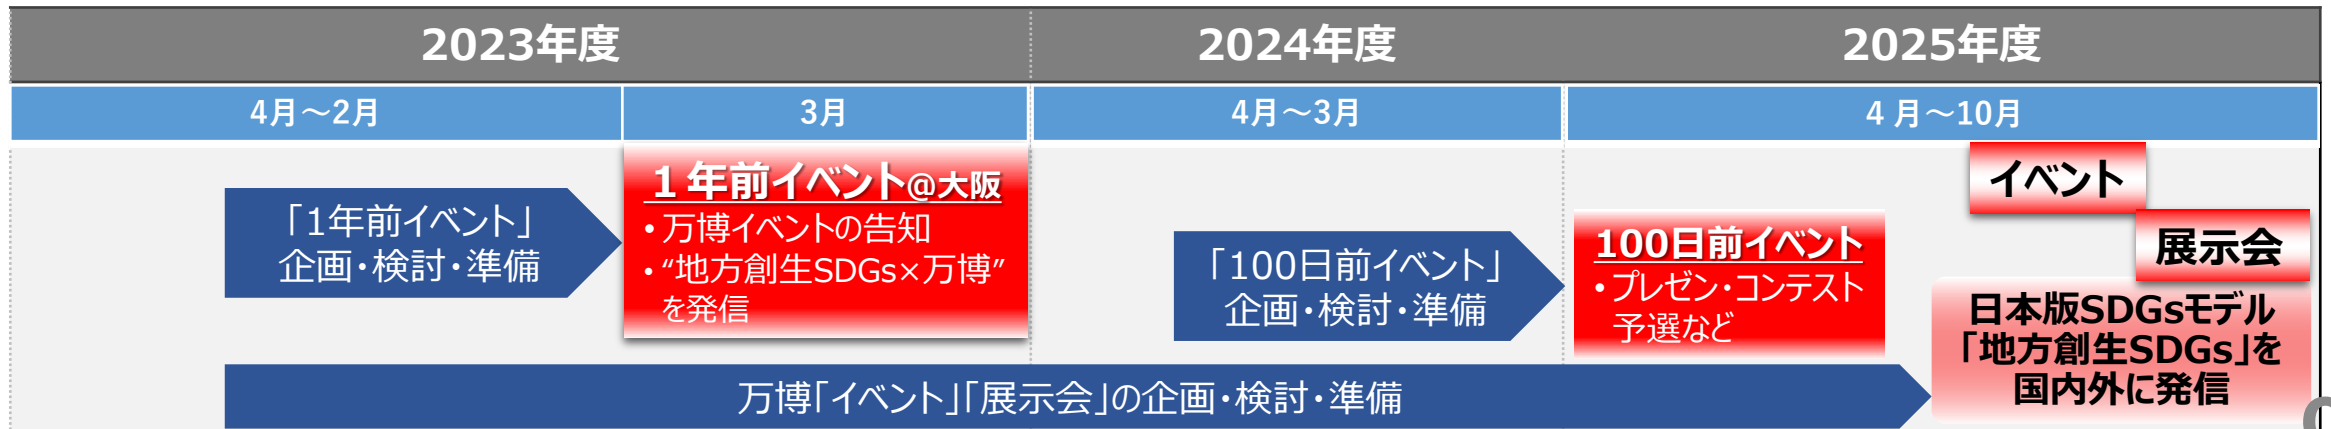 2023年度
2024年度
2025年度
4月～2月
3月
4月～3月
4月～10月
「1年前イベント」
企画・検討・準備
1年前イベント@大阪
・万博イベントの告知
・“地方創生SDGs×万博”
を発信
「100日前イベント」
企画・検討・準備
100日前イベント
・プレゼン・コンテスト
予選など
イベント
展示会
日本版SDGsモデル
「地方創生SDGs」を
国内外に発信
万博「イベント」「展示会」の企画・検討・準備